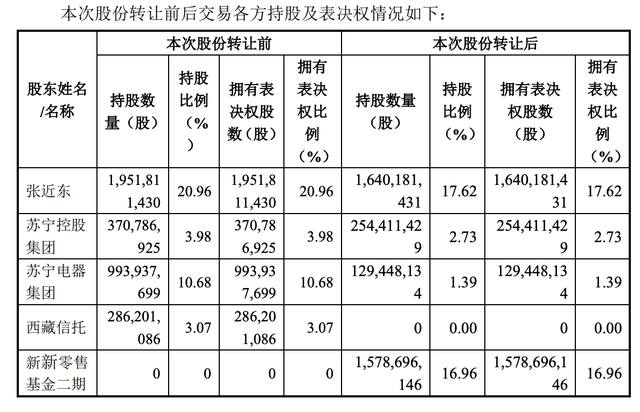 本次股份转让前后交易各方持股及表决权情况如下：
股东姓名/名称 本次股份转让前 本次股份转让后
持股数量（股） 持股比例（%） 拥有表决权股数（股） 拥有表决权比例（%） 持股数量（股） 持股比例（%） 拥有表决权股数（股） 拥有表决权比例（%）
张近东 1,951,811,430 20.96 1,951,811,430 20.96 1,640,181,431 17.62 1,640,181,431 17.62
苏宁控股集团 370,786,925 3.98 370,786,925 3.98 254,411,429 2.73 254,411,429 2.73
苏宁电器集团 993,937,699 10.68 993,937,699 10.68 129,448,134 1.39 129,448,134 1.39
西藏信托 286,201,086 3.07 286,201,086 3.07 0 0.00 0 0.00
新新零售基金二期 0 0 0 0 1,578,696,146 16.96 1,578,696,146 16.96